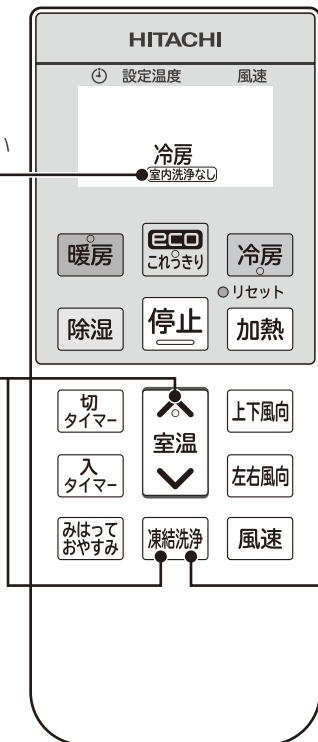 HITACHI
設定温度 風速
い
冷房
室内洗浄なし
暖房
eco
これっきり
冷房
リセット
除湿
停止
加熱
切
タイマー
室温
上下風向
入
タイマー
左右風向
みはって
おやすみ
凍結洗浄
風速